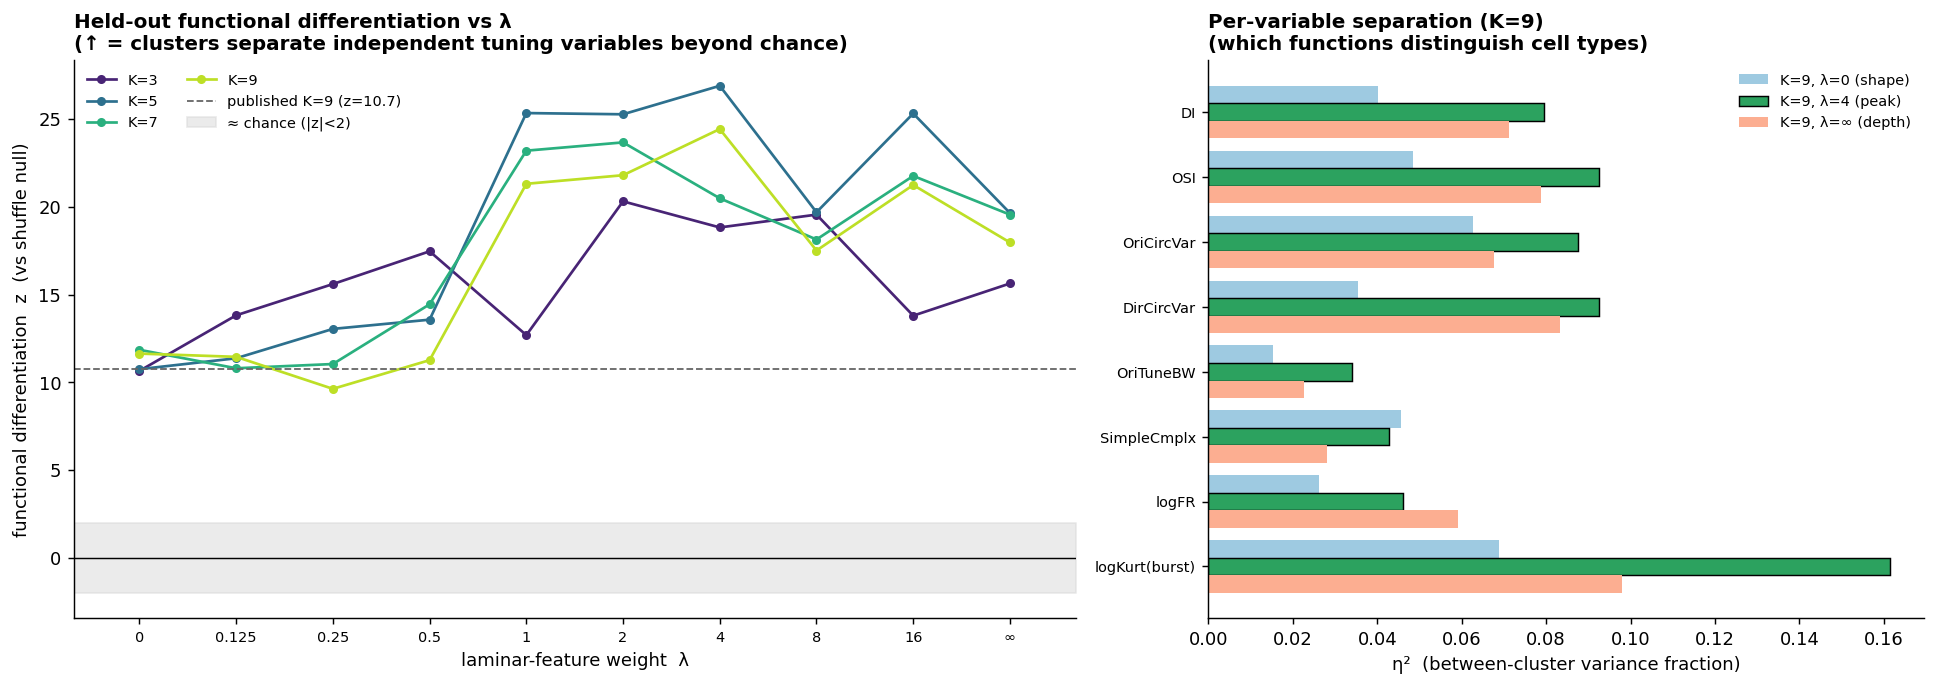 Held-out functional differentiation vs λ
(↑ = clusters separate independent tuning variables beyond chance)
K=3
K=5
K=7
K=9
published K=9 (z=10.7)
≈ chance (|z|<2)
functional differentiation  z  (vs shuffle null)
25
20
15
10
5
0
0
0.125
0.25
0.5
1
2
4
8
16
∞
laminar-feature weight  λ
Per-variable separation (K=9)
(which functions distinguish cell types)
K=9, λ=0 (shape)
K=9, λ=4 (peak)
K=9, λ=∞ (depth)
DI
OSI
OriCircVar
DirCircVar
OriTuneBW
SimpleCmplx
logFR
logKurt(burst)
0.00
0.02
0.04
0.06
0.08
0.10
0.12
0.14
0.16
η²  (between-cluster variance fraction)